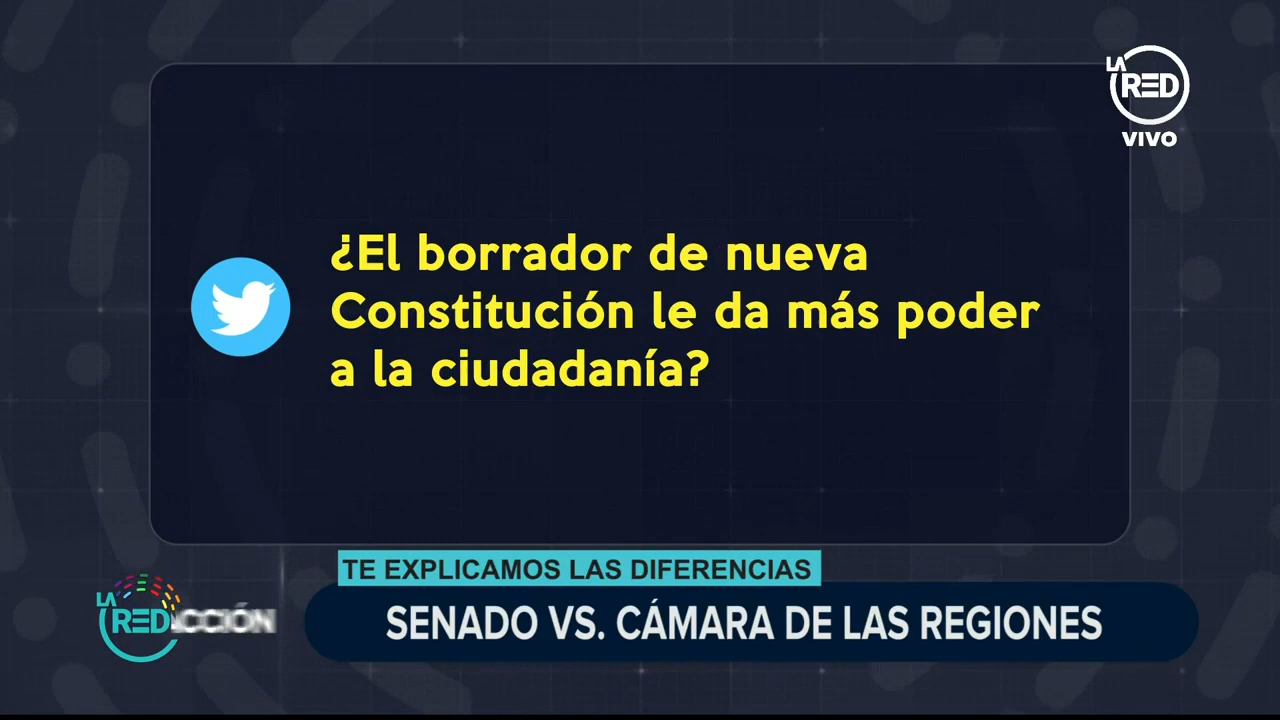 LA RED
VIVO
¿El borrador de nueva
Constitución le da más poder
a la ciudadanía?
TE EXPLICAMOS LAS DIFERENCIAS
SENADO VS. CÁMARA DE LAS REGIONES
LA REDACCIÓN